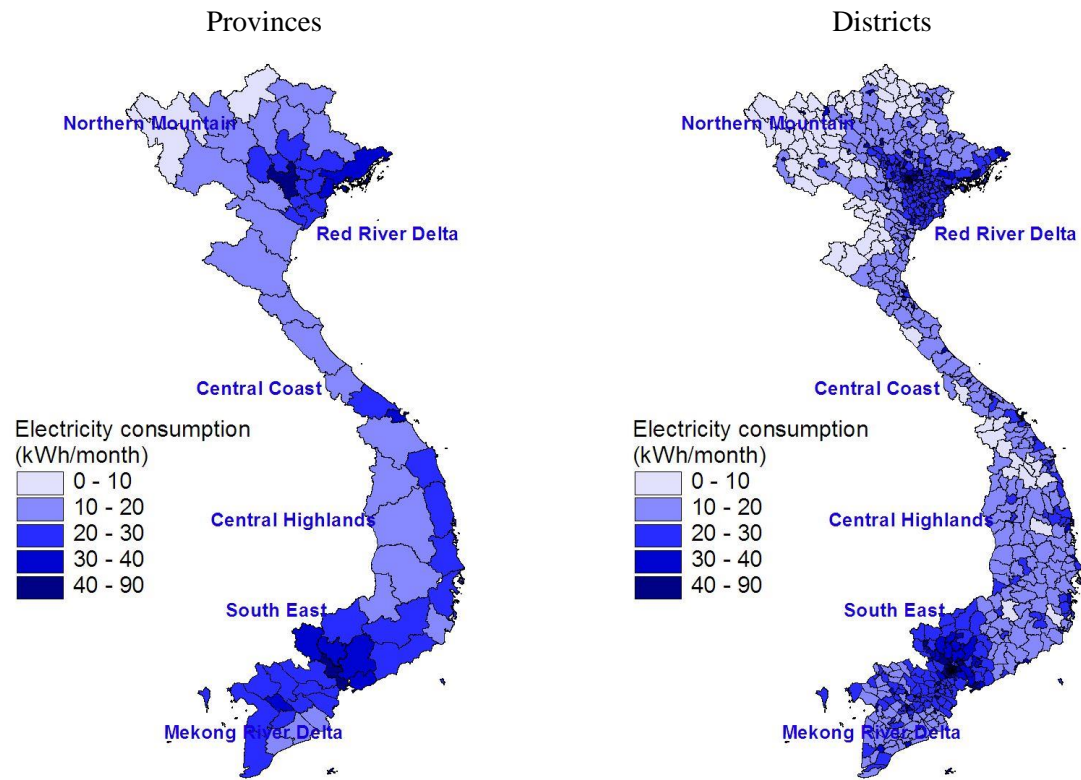 Provinces
Northern Mountain
Red River Delta
Central Coast
Electricity consumption
(kWh/month)
0 - 10
10 - 20
20 - 30
30 - 40
40 - 90
Central Highlands
South East
Mekong River Delta
Districts
Northern Mountain
Red River Delta
Central Coast
Electricity consumption
(kWh/month)
0 - 10
10 - 20
20 - 30
30 - 40
40 - 90
Central Highlands
South East
Mekong River Delta